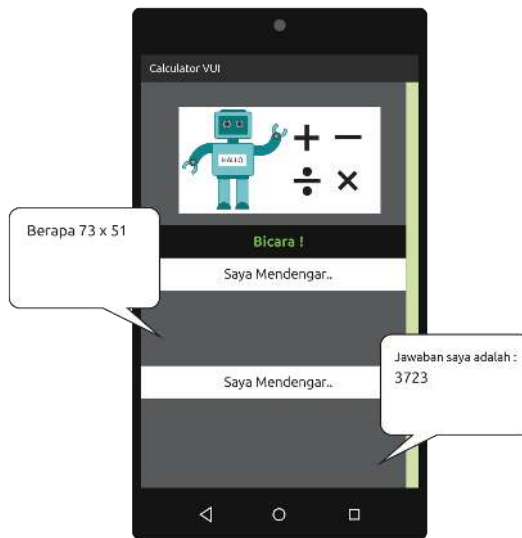 Calculator VUI
HALLO
+ −
÷ ×
Bicara !
Saya Mendengar..
Berapa 73 x 51
Saya Mendengar..
Jawaban saya adalah :
3723